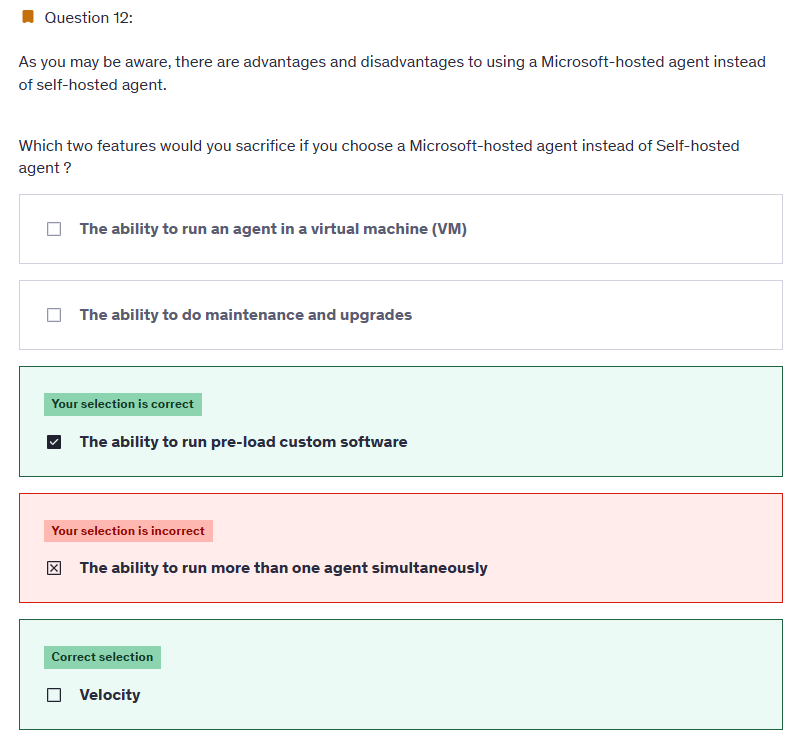 Question 12:
As you may be aware, there are advantages and disadvantages to using a Microsoft-hosted agent instead
of self-hosted agent.
Which two features would you sacrifice if you choose a Microsoft-hosted agent instead of Self-hosted
agent ?
The ability to run an agent in a virtual machine (VM)
The ability to do maintenance and upgrades
Your selection is correct
The ability to run pre-load custom software
Your selection is incorrect
The ability to run more than one agent simultaneously
Correct selection
Velocity